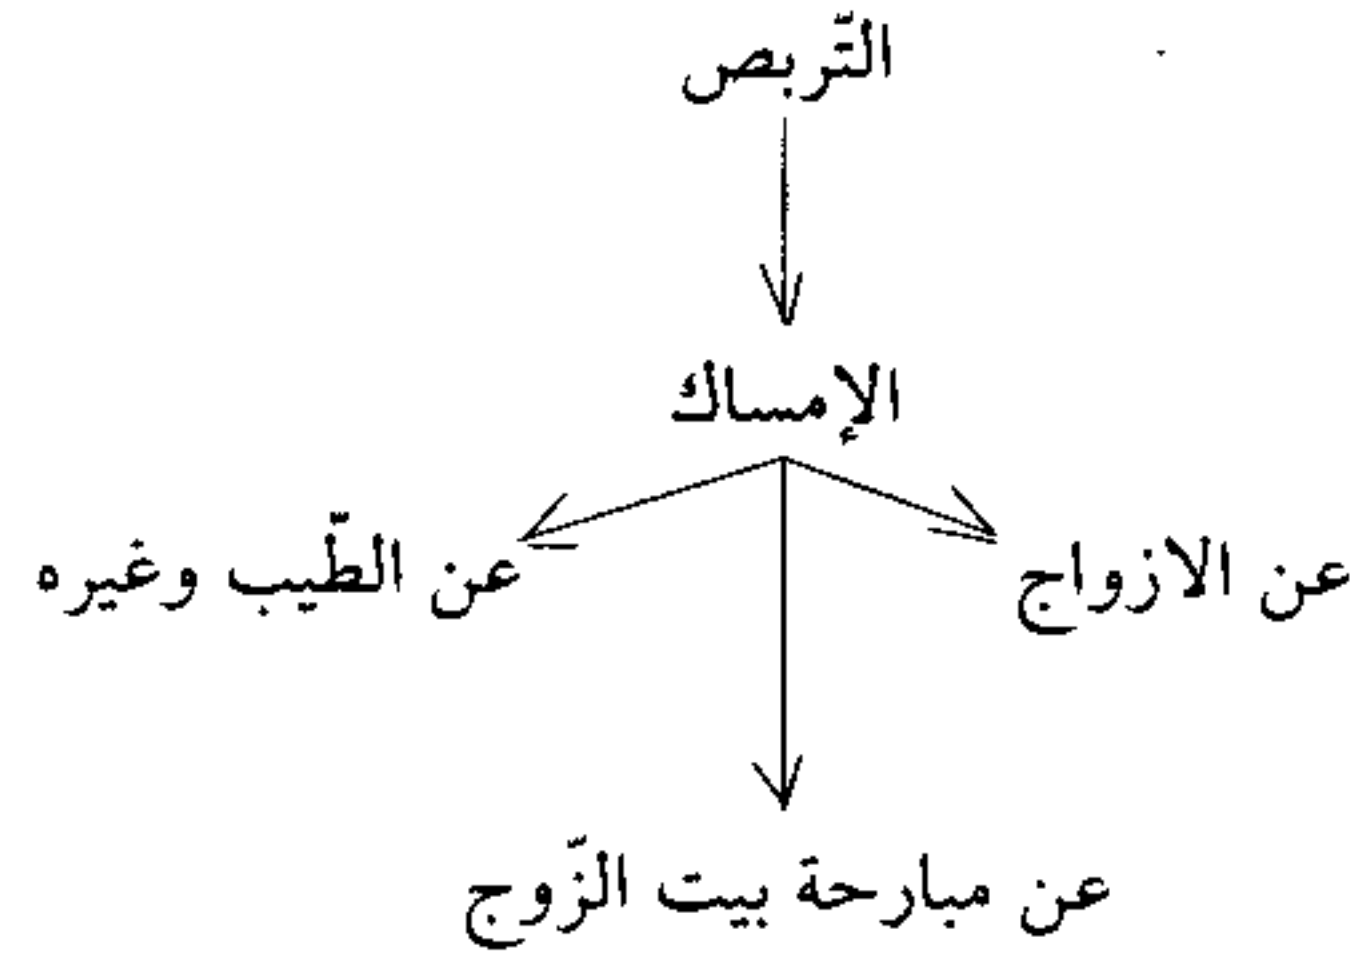 التّربص
الإمساك
عن الازواج
عن الطّيب وغيره
عن مبارحة بيت الزّوج